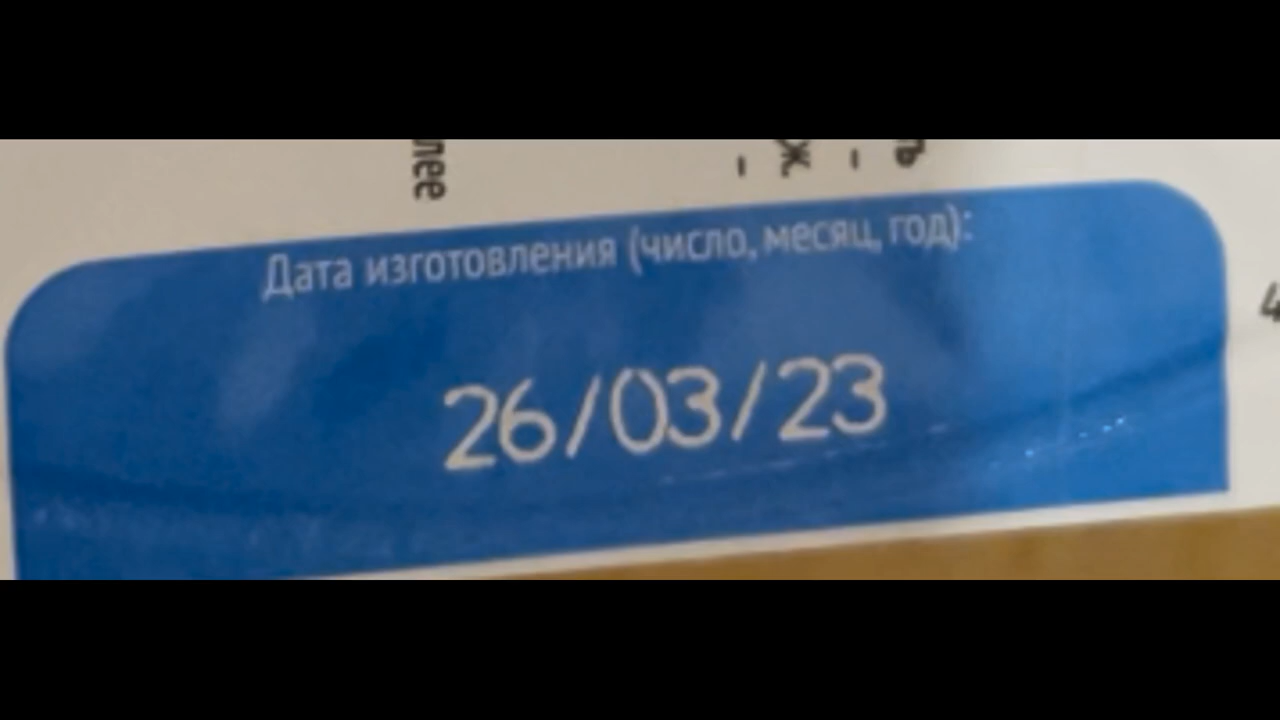 Дата изготовления (число, месяц, год):
26/03/23